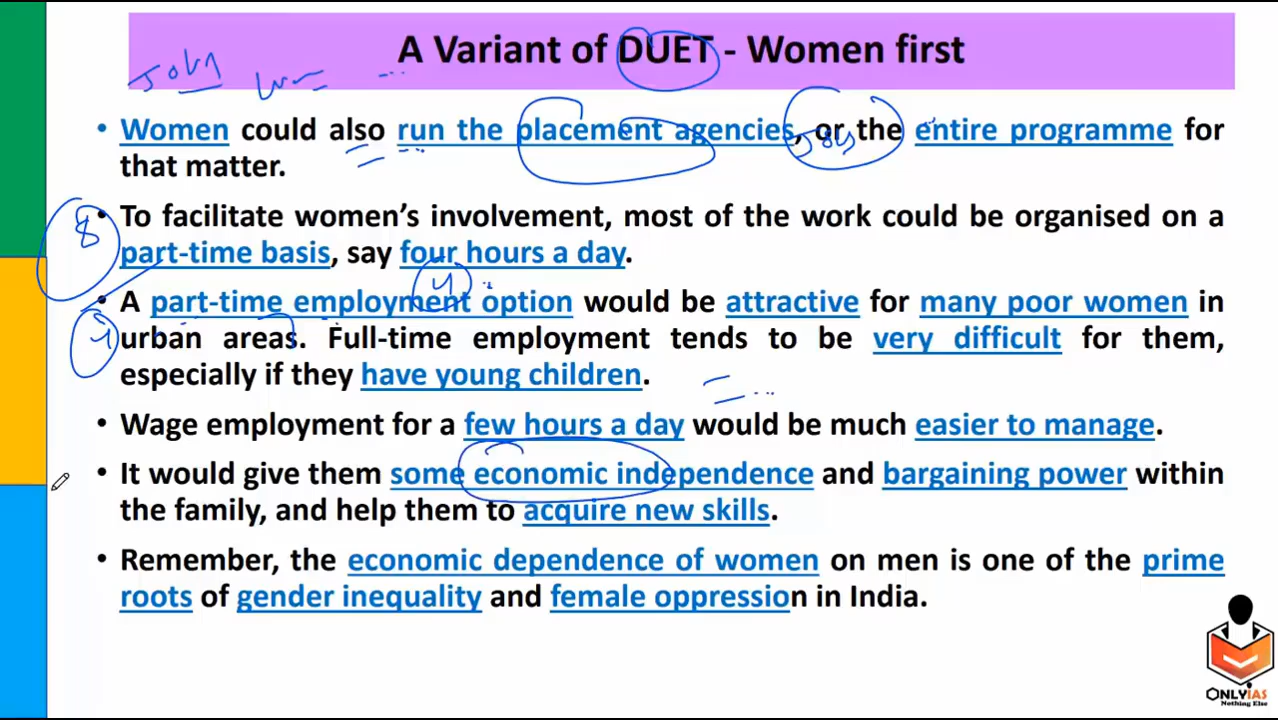 A Variant of DUET - Women first
• Women could also run the placement agencies, or the entire programme for
that matter.
• To facilitate women’s involvement, most of the work could be organised on a
part-time basis, say four hours a day.
• A part-time employment option would be attractive for many poor women in
urban areas. Full-time employment tends to be very difficult for them,
especially if they have young children.
• Wage employment for a few hours a day would be much easier to manage.
• It would give them some economic independence and bargaining power within
the family, and help them to acquire new skills.
• Remember, the economic dependence of women on men is one of the prime
roots of gender inequality and female oppression in India.
8
4
ONLYIAS
Nothing Else